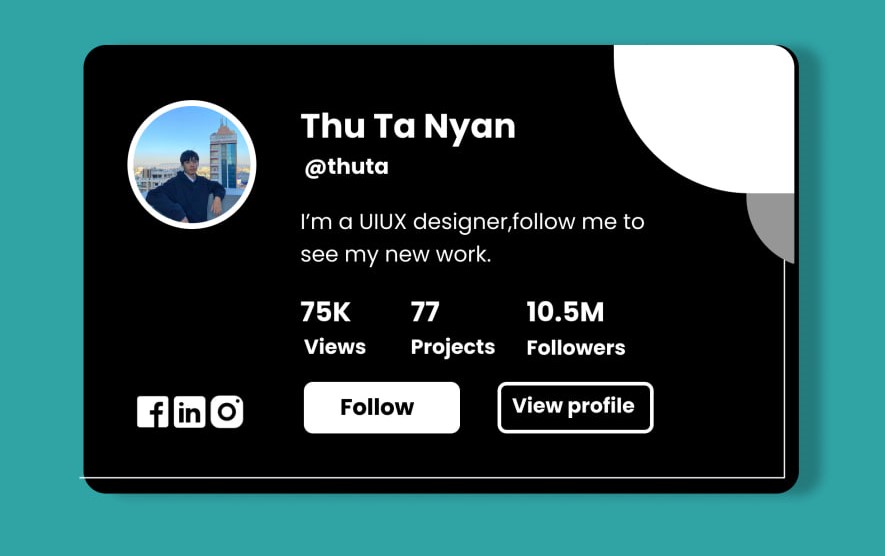 Thu Ta Nyan
@thuta
I’m a UIUX designer,follow me to
see my new work.
75K 77 10.5M
Views Projects Followers
f in Follow View profile